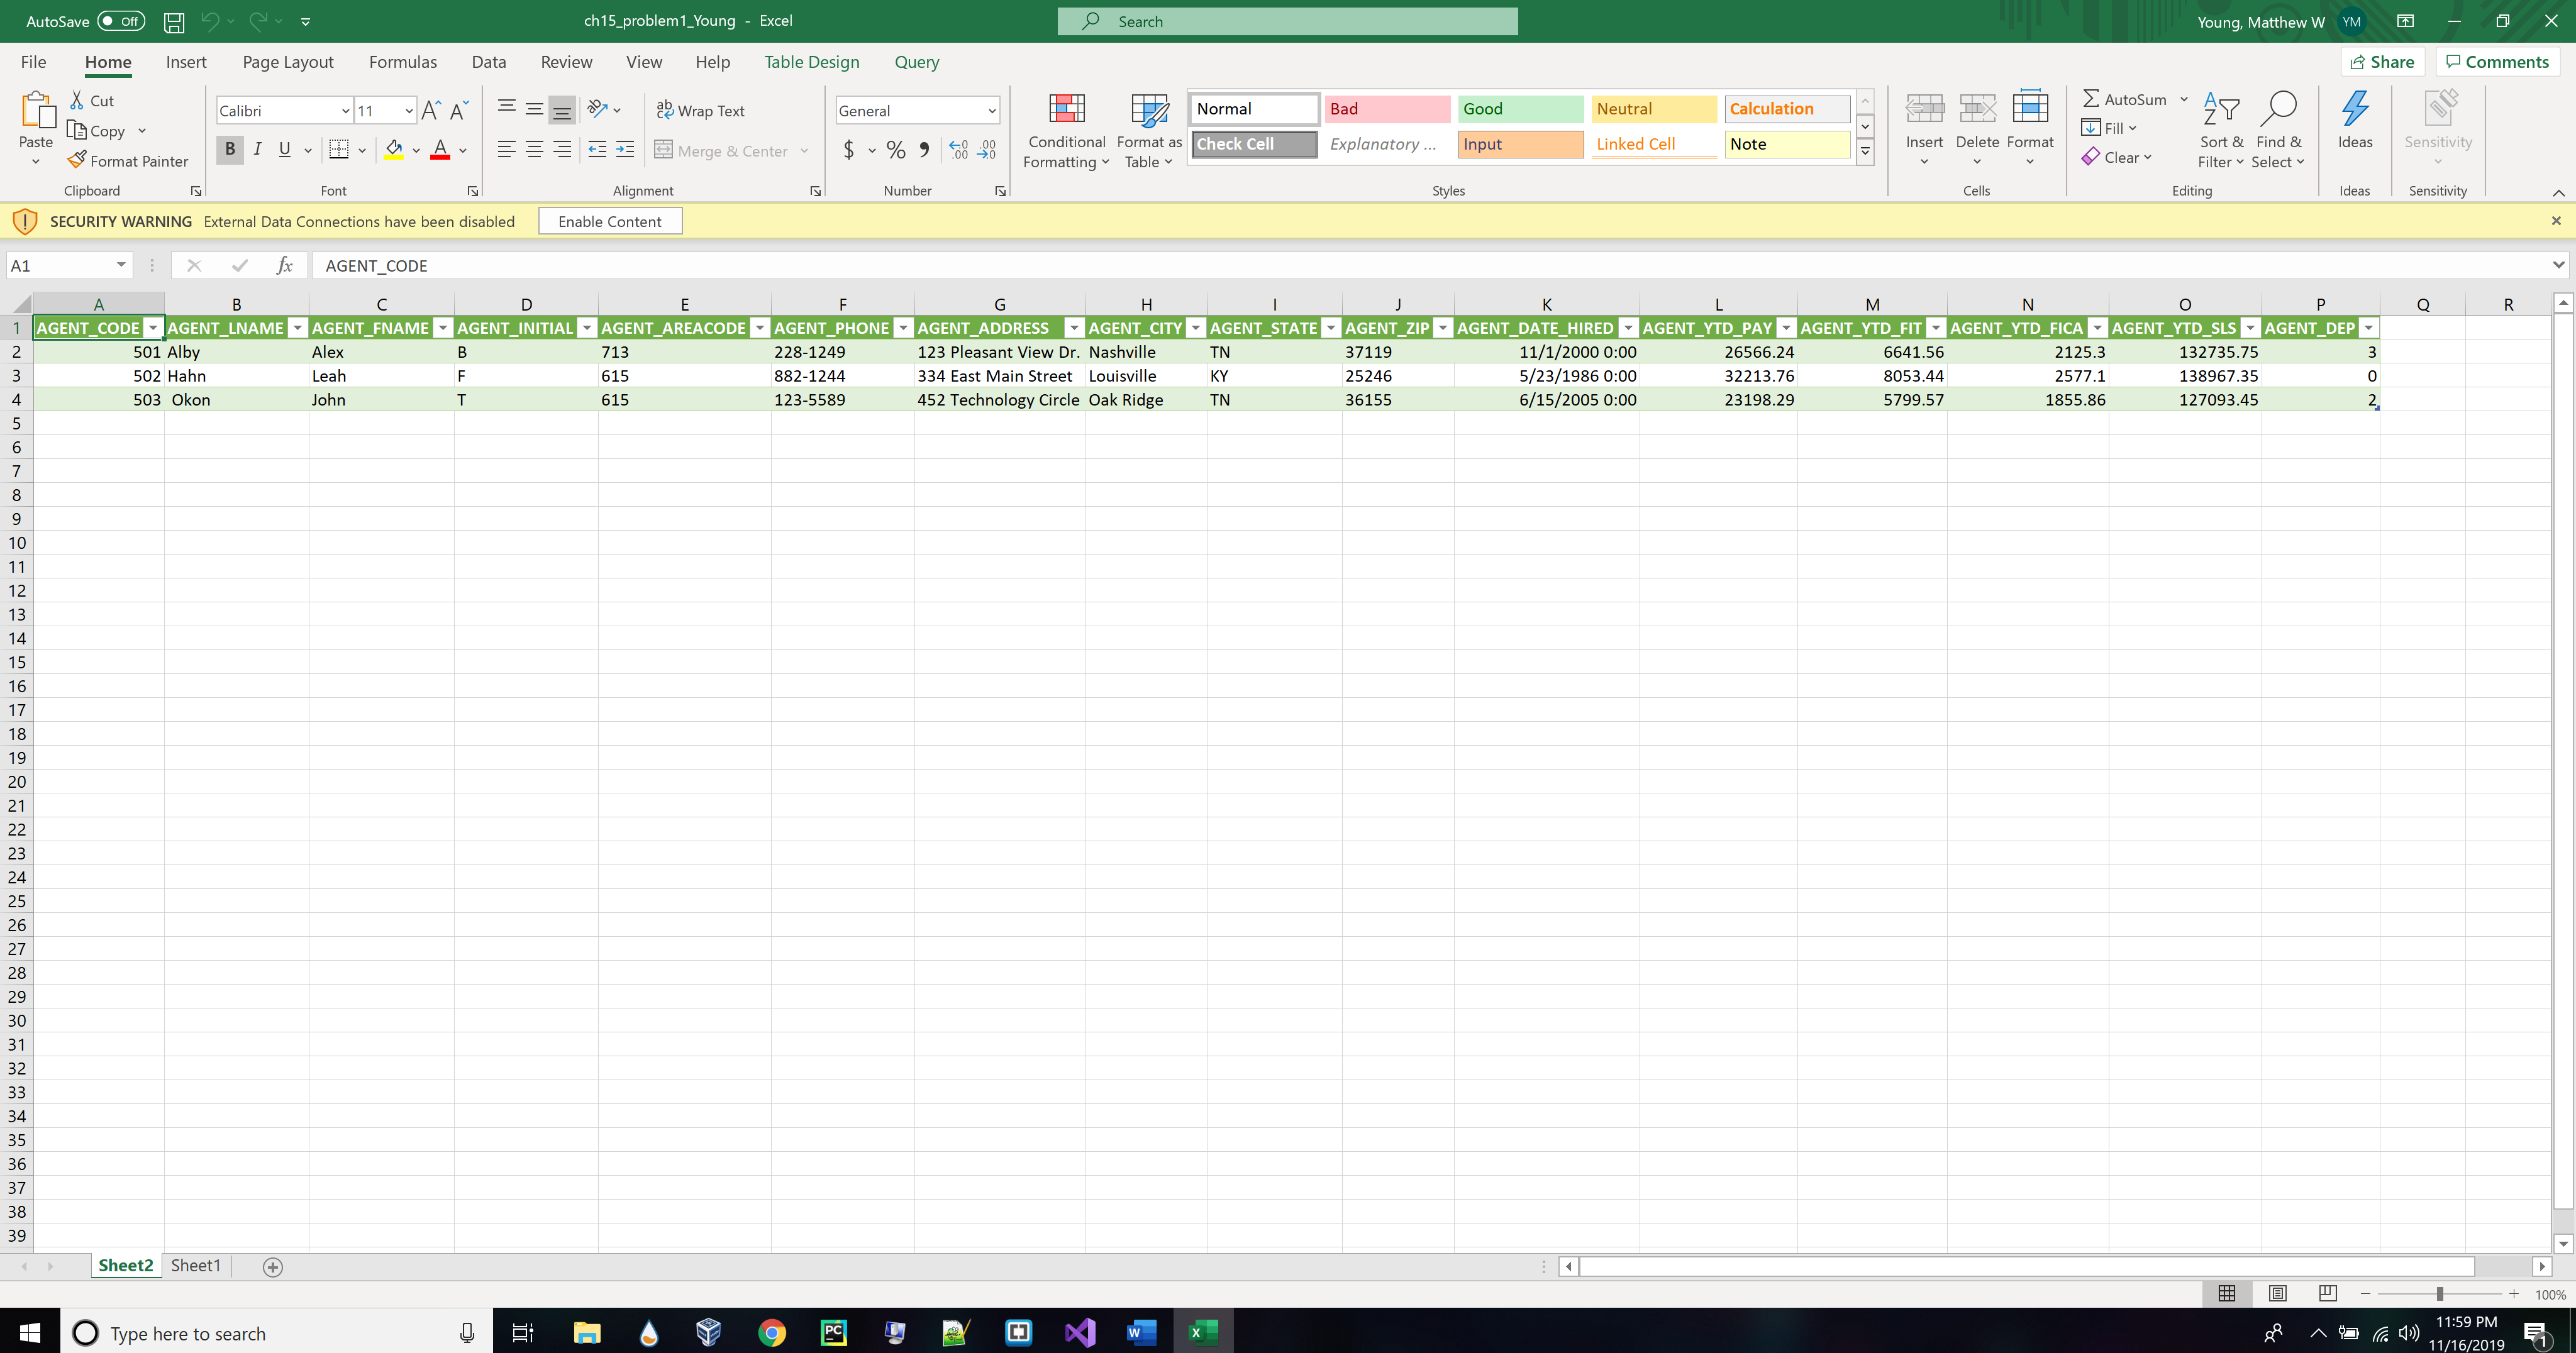 AutoSave Off ch15_problem1_Young - Excel Search Young, Matthew W YM
File Home Insert Page Layout Formulas Data Review View Help Table Design Query Share Comments
Paste Cut Copy Format Painter Clipboard
Calibri 11 B I U A Font
Wrap Text Merge & Center Alignment
General $ % Number
Conditional Formatting Format as Table
Normal Bad Good Neutral Calculation
Check Cell Explanatory ... Input Linked Cell Note
Styles
Insert Delete Format Cells
AutoSum Fill Clear Sort & Filter Find & Select Editing
Ideas Ideas
Sensitivity Sensitivity
SECURITY WARNING External Data Connections have been disabled Enable Content
A1 fx AGENT_CODE
A B C D E F G H I J K L M N O P Q R
1 AGENT_CODE AGENT_LNAME AGENT_FNAME AGENT_INITIAL AGENT_AREACODE AGENT_PHONE AGENT_ADDRESS AGENT_CITY AGENT_STATE AGENT_ZIP AGENT_DATE_HIRED AGENT_YTD_PAY AGENT_YTD_FIT AGENT_YTD_FICA AGENT_YTD_SLS AGENT_DEP
2 501 Alby Alex B 713 228-1249 123 Pleasant View Dr. Nashville TN 37119 11/1/2000 0:00 26566.24 6641.56 2125.3 132735.75 3
3 502 Hahn Leah F 615 882-1244 334 East Main Street Louisville KY 25246 5/23/1986 0:00 32213.76 8053.44 2577.1 138967.35 0
4 503 Okon John T 615 123-5589 452 Technology Circle Oak Ridge TN 36155 6/15/2005 0:00 23198.29 5799.57 1855.86 127093.45 2
5
6
7
8
9
10
11
12
13
14
15
16
17
18
19
20
21
22
23
24
25
26
27
28
29
30
31
32
33
34
35
36
37
38
39
Sheet2 Sheet1
100%
Type here to search
11:59 PM
11/16/2019
1